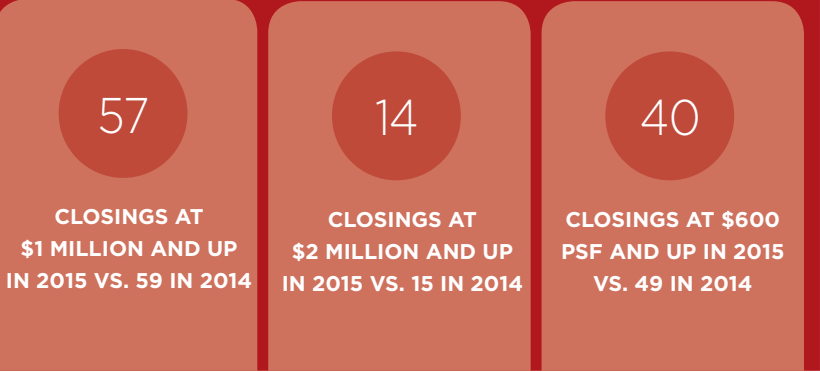 57
CLOSINGS AT
$1 MILLION AND UP
IN 2015 VS. 59 IN 2014
14
CLOSINGS AT
$2 MILLION AND UP
IN 2015 VS. 15 IN 2014
40
CLOSINGS AT $600
PSF AND UP IN 2015
VS. 49 IN 2014